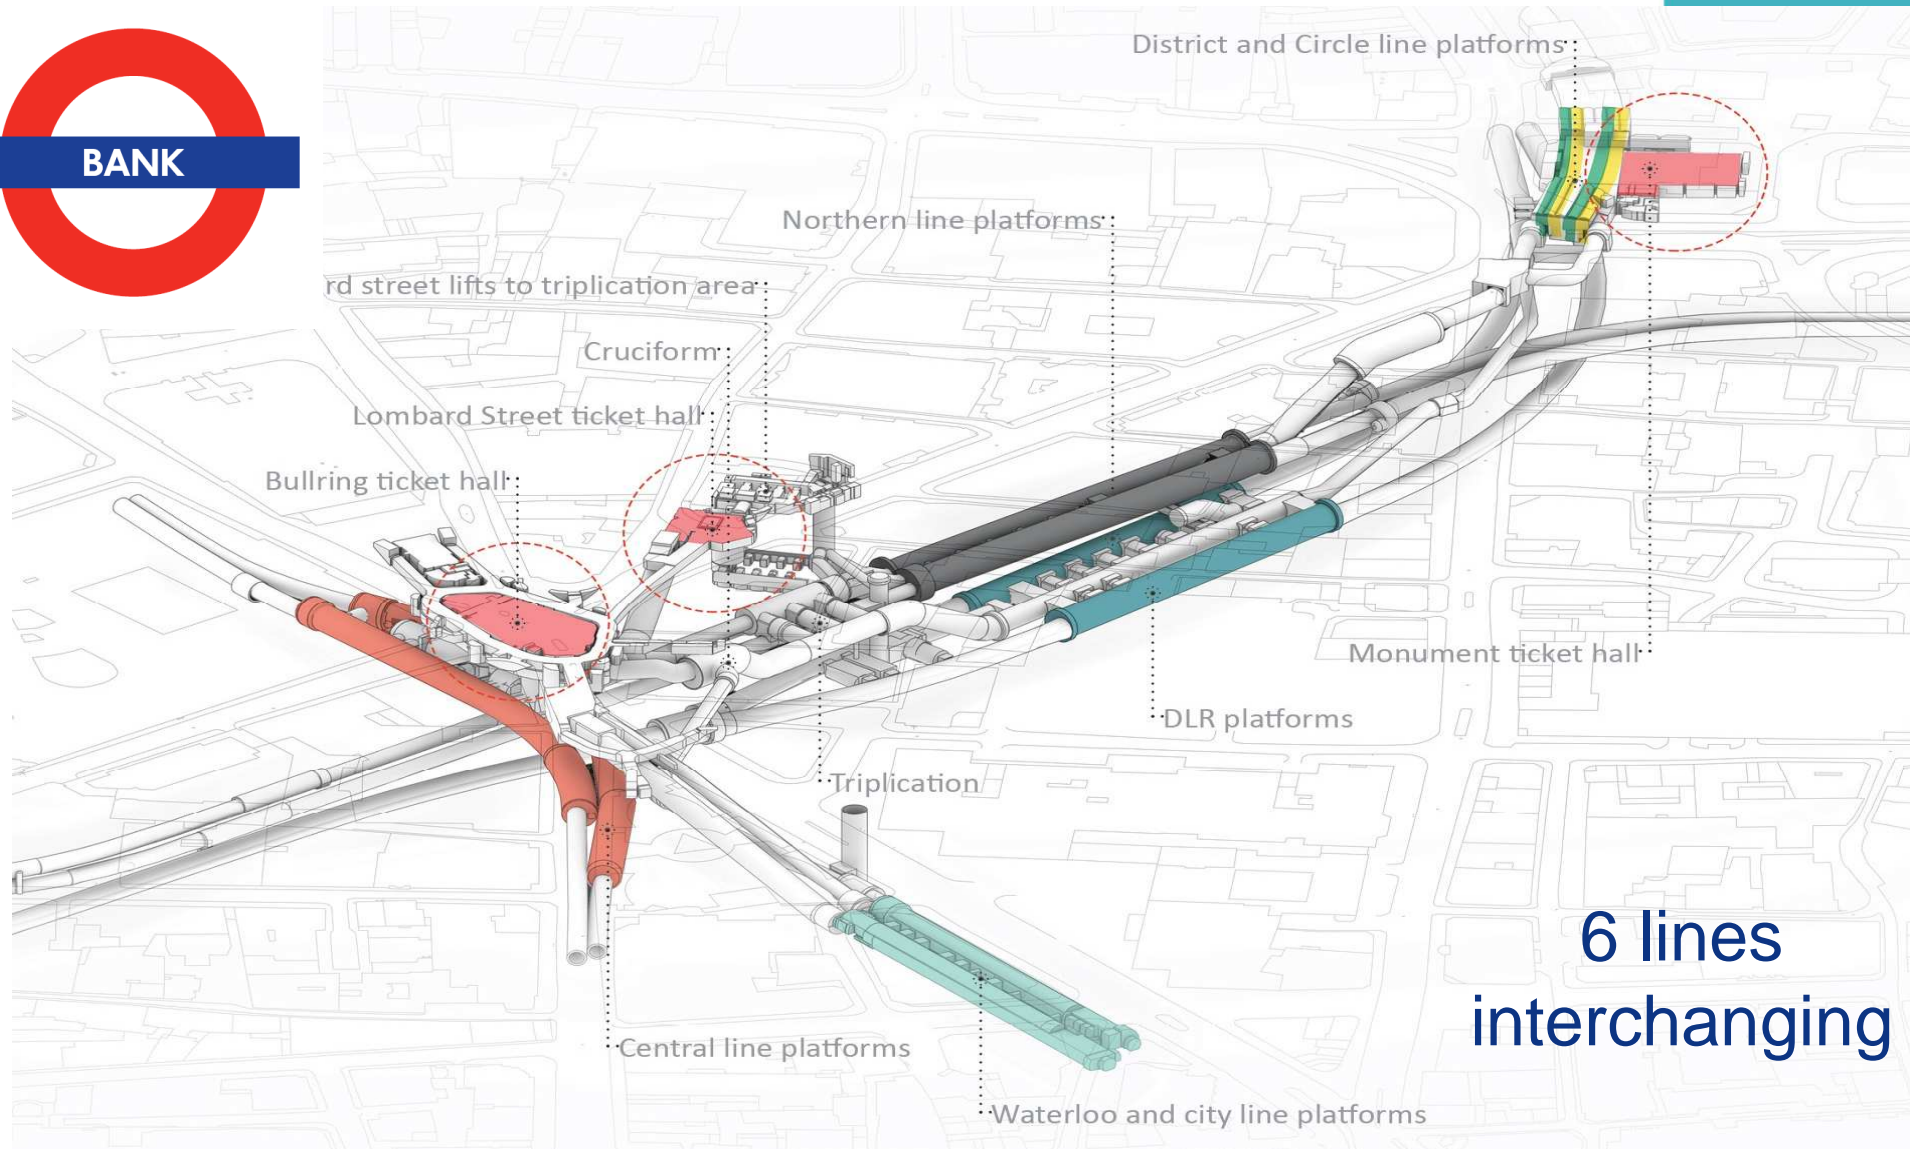 BANK
District and Circle line platforms
Northern line platforms
rd street lifts to triplication area
Cruciform
Lombard Street ticket hall
Bullring ticket hall
Monument ticket hall
DLR platforms
Triplication
6 lines
interchanging
Central line platforms
Waterloo and city line platforms